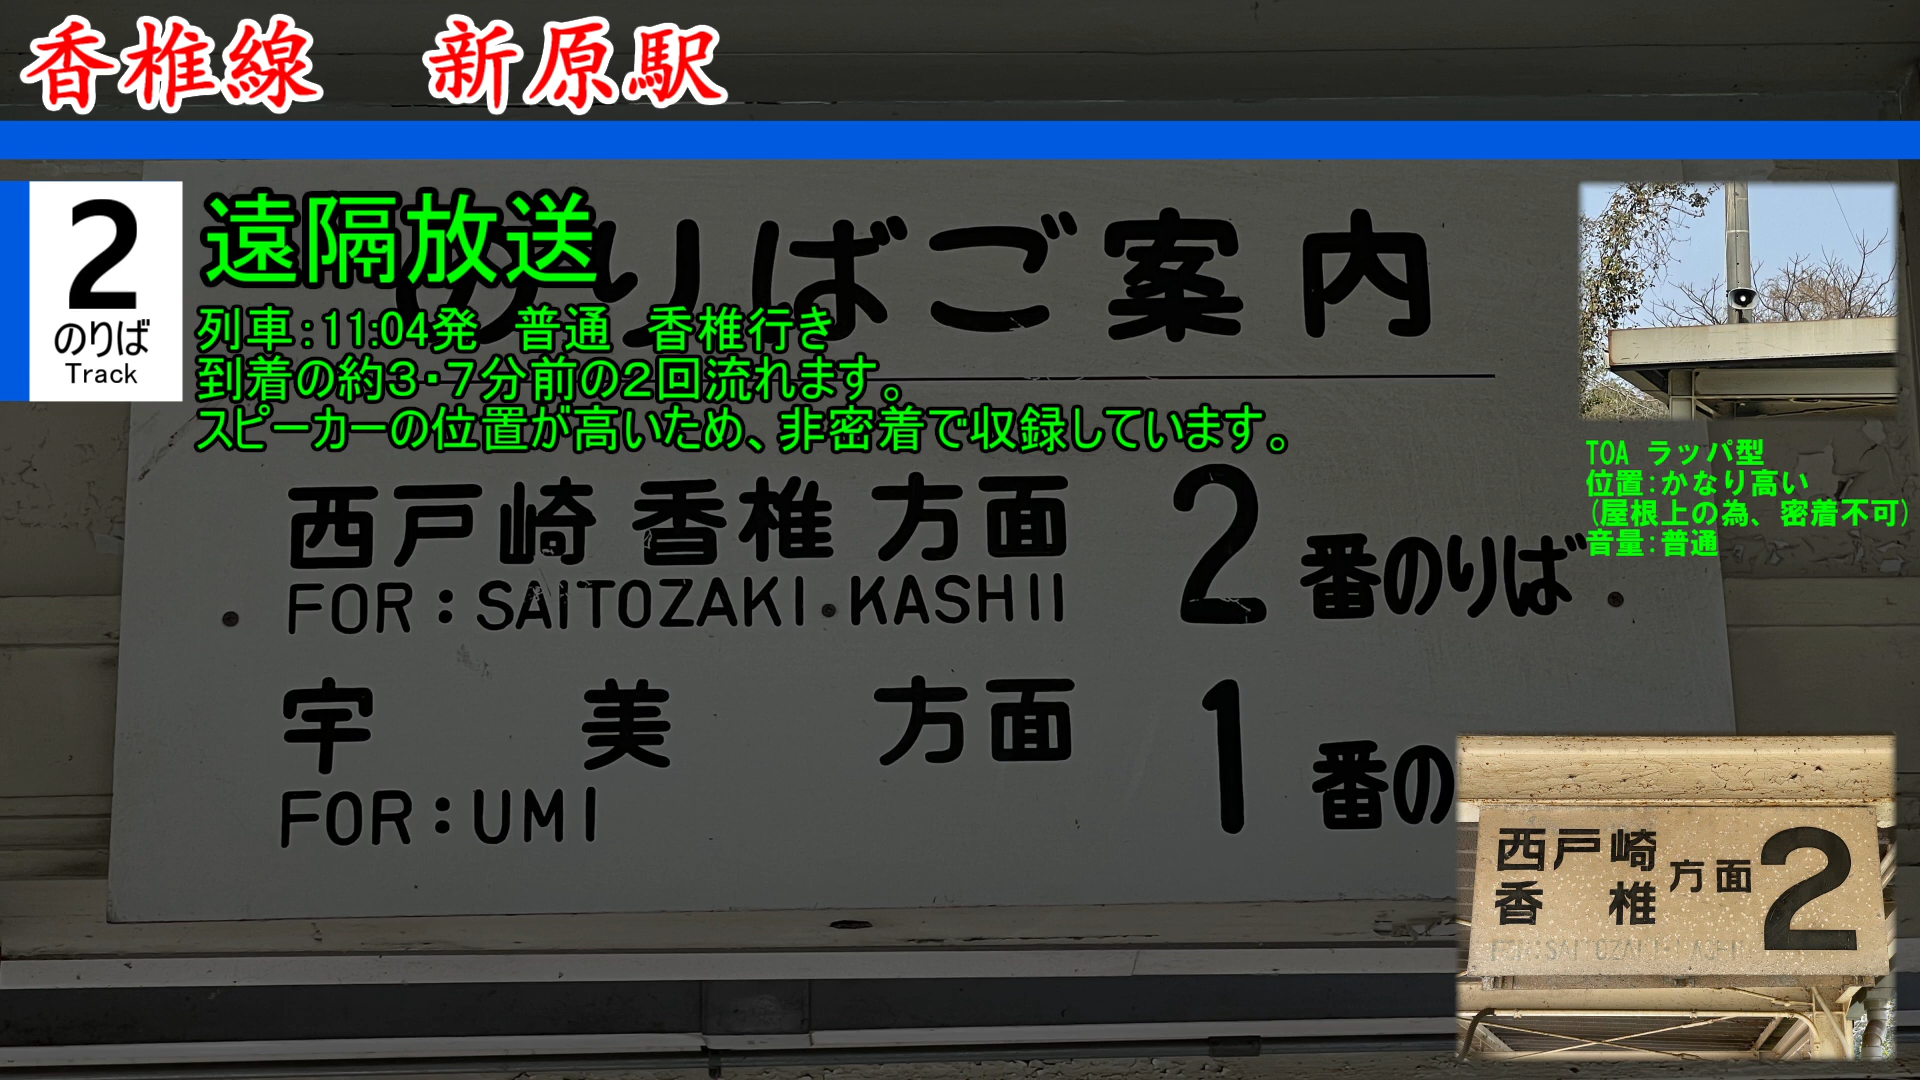 香椎線　新原駅
2
のりば
Track
遠隔放送
列車:11:04発　普通　香椎行き
到着の約3・7分前の2回流れます。
スピーカーの位置が高いため、非密着で収録しています。
TOA ラッパ型
位置:かなり高い
(屋根上の為、密着不可)
音量:普通
のりばご案内
西戸崎 香椎 方面 2番のりば
FOR:SAITOZAKI・KASHII
宇美 方面 1番の
FOR:UMI
西戸崎
香椎
方面 2